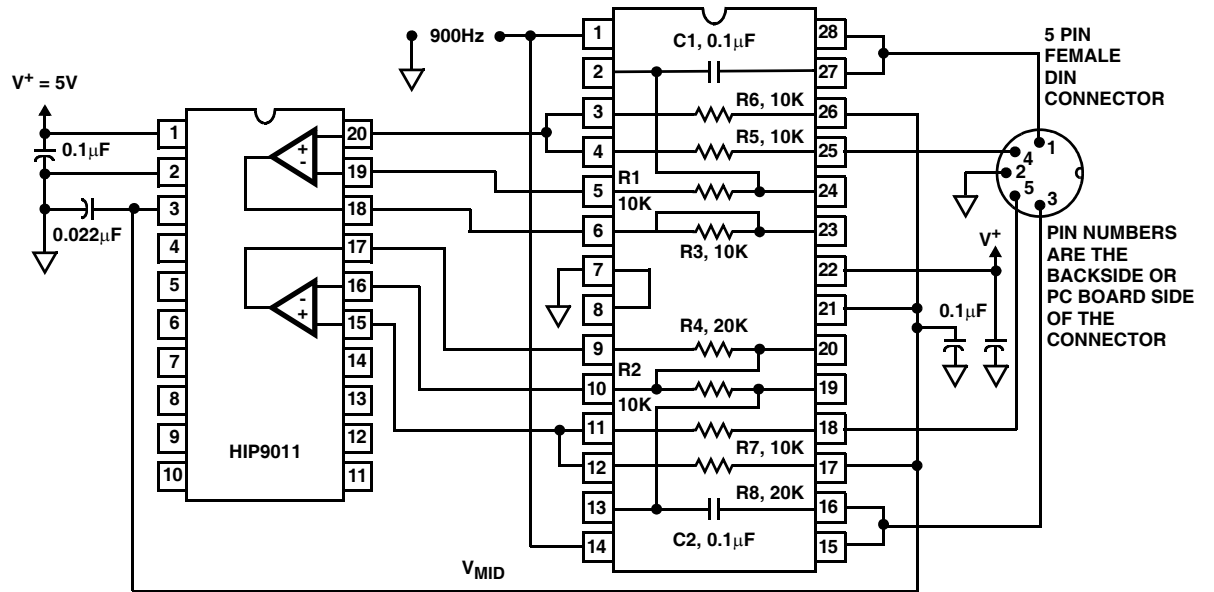 900Hz
V+ = 5V
0.1µF
0.022µF
1
2
3
4
5
6
7
8
9
10
20
19
18
17
16
15
14
13
12
11
+
-
-
+
HIP9011
VMID
1
2
3
4
5
6
7
8
9
10
11
12
13
14
28
27
26
25
24
23
22
21
20
19
18
17
16
15
C1, 0.1µF
R6, 10K
R5, 10K
R1
10K
R3, 10K
R4, 20K
R2
10K
R7, 10K
R8, 20K
C2, 0.1µF
5 PIN
FEMALE
DIN
CONNECTOR
1
4
2
5
3
V+
0.1µF
PIN NUMBERS
ARE THE
BACKSIDE OR
PC BOARD SIDE
OF THE
CONNECTOR